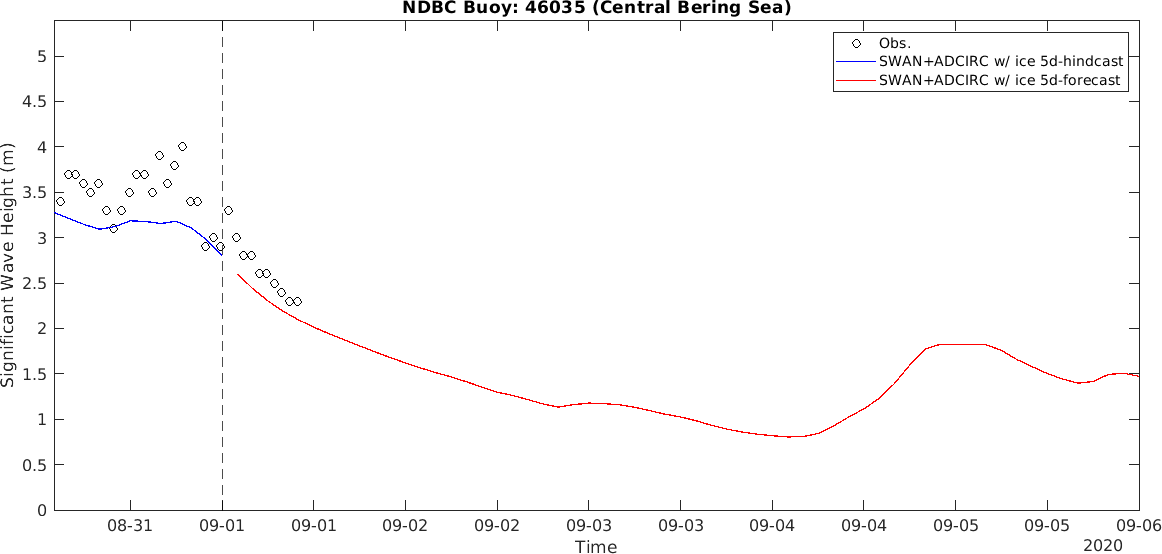 NDBC Buoy: 46035 (Central Bering Sea)
Obs.
SWAN+ADCIRC w/ ice 5d-hindcast
SWAN+ADCIRC w/ ice 5d-forecast
Significant Wave Height (m)
5
4.5
4
3.5
3
2.5
2
1.5
1
0.5
0
08-31 09-01 09-01 09-02 09-02 09-03 09-03 09-04 09-04 09-05 09-05 09-06
Time
2020